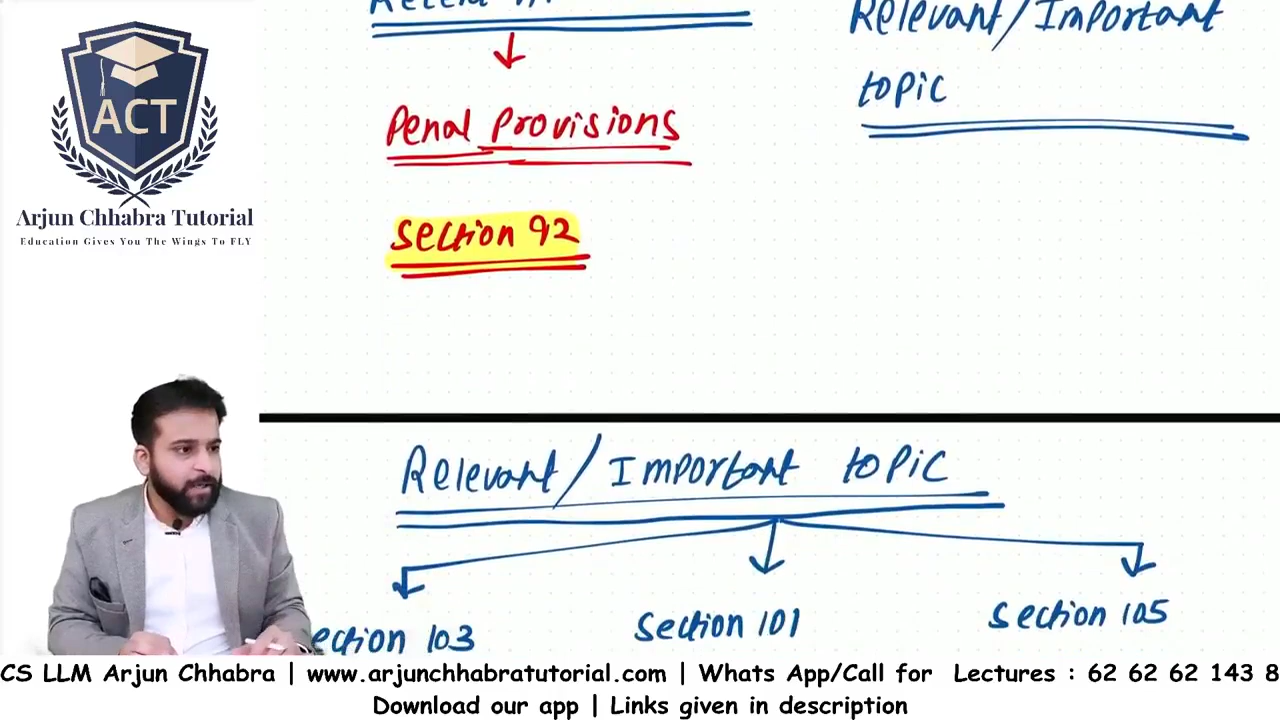 Relevant/Important
topic
Penal Provisions
Section 92
ACT
Arjun Chhabra Tutorial
Education Gives You The Wings To FLY
Relevant/Important topic
ection 103
Section 101
Section 105
CS LLM Arjun Chhabra | www.arjunchhabratutorial.com | Whats App/Call for Lectures : 62 62 62 143 8
Download our app | Links given in description